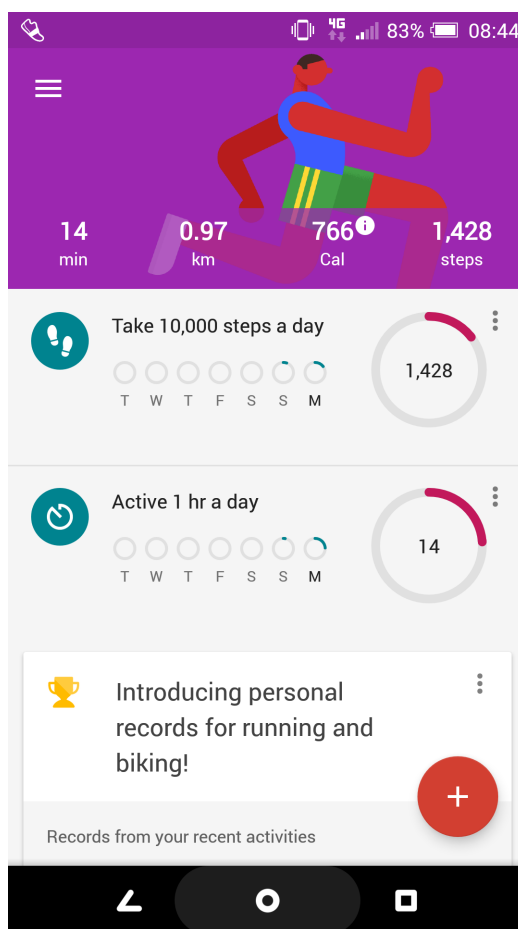 4G 83% 08:44
14 0.97 766 i 1,428
min km Cal steps
Take 10,000 steps a day
1,428
T W T F S S M
Active 1 hr a day
14
T W T F S S M
Introducing personal
records for running and
biking!
+
Records from your recent activities